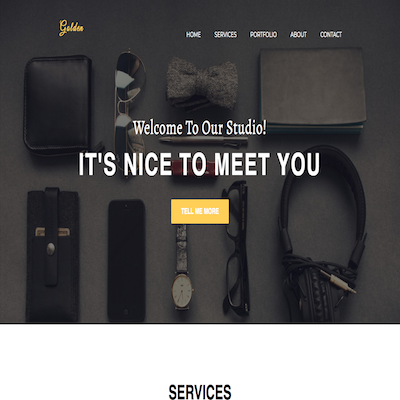 Golden
HOME SERVICES PORTFOLIO ABOUT CONTACT
Welcome To Our Studio!
IT'S NICE TO MEET YOU
TELL ME MORE
SERVICES